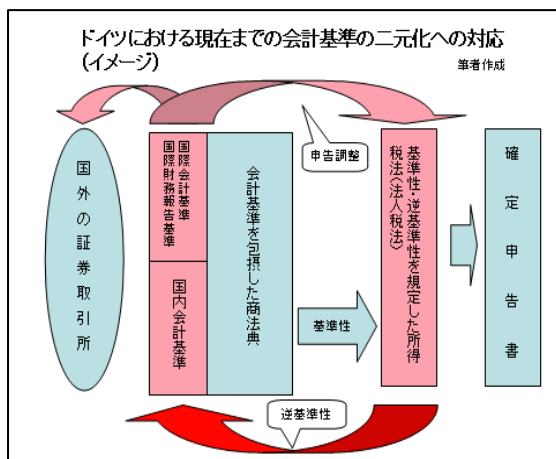 ドイツにおける現在までの会計基準の二元化への対応
(イメージ)
筆者作成
申告調整
国外の証券取引所
国際会計基準
国際財務報告基準
国内会計基準
会計基準を包摂した商法典
基準性
基準性・逆基準性を規定した所得
税法(法人税法)
確定申告書
逆基準性